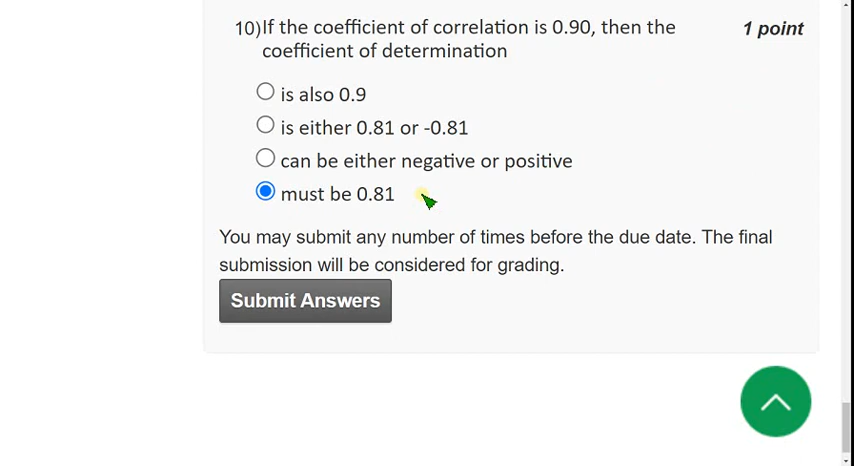 10)If the coefficient of correlation is 0.90, then the 1 point
coefficient of determination
is also 0.9
is either 0.81 or -0.81
can be either negative or positive
must be 0.81
You may submit any number of times before the due date. The final
submission will be considered for grading.
Submit Answers